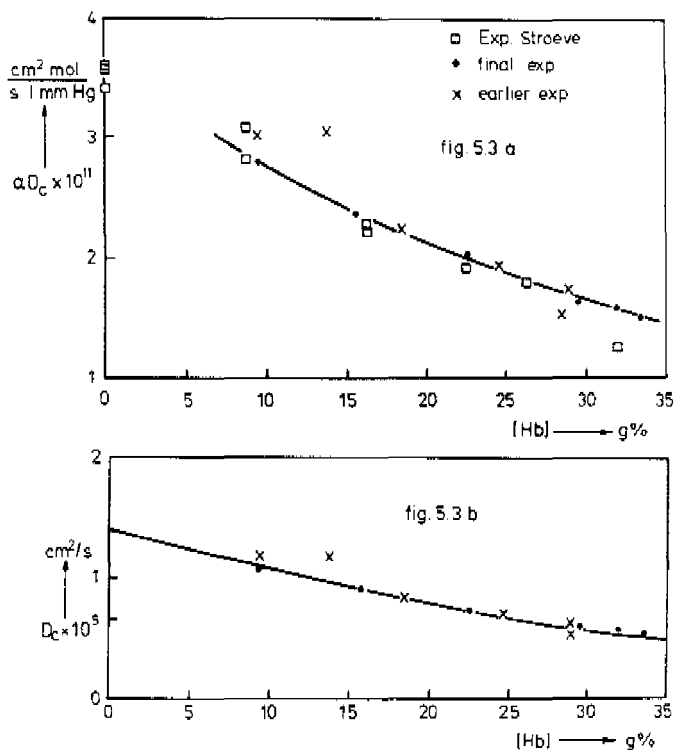 4
cm² mol
s l mm Hg
3
αD_c × 10¹¹
2
1
□ Exp. Stroeve
• final exp
× earlier exp
fig. 5.3 a
0 5 10 15 20 25 30 35
[Hb] → g%
2
fig. 5.3 b
cm²/s
1
D_c × 10⁵
0
0 5 10 15 20 25 30 35
[Hb] → g%